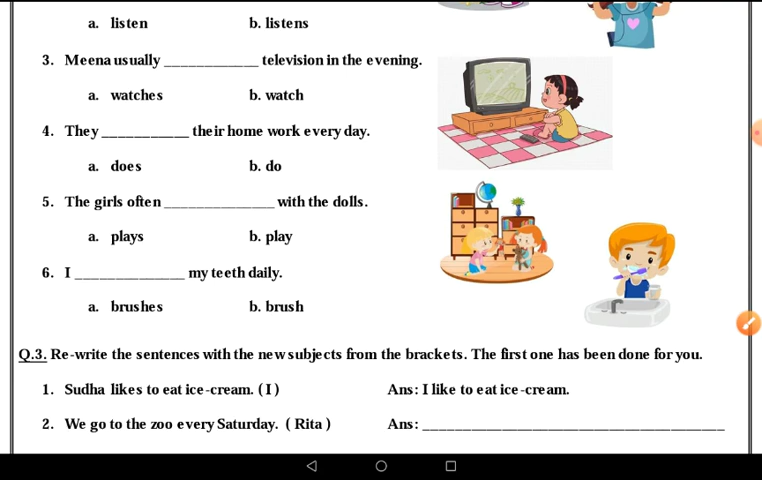 a. listen b. listens
3. Meena usually ____________ television in the evening.
a. watches b. watch
4. They ___________ their home work every day.
a. does b. do
5. The girls often ______________ with the dolls.
a. plays b. play
6. I ______________ my teeth daily.
a. brushes b. brush
Q.3. Re-write the sentences with the new subjects from the brackets. The first one has been done for you.
1. Sudha likes to eat ice-cream. ( I ) Ans: I like to eat ice-cream.
2. We go to the zoo every Saturday. ( Rita ) Ans: ______________________________________